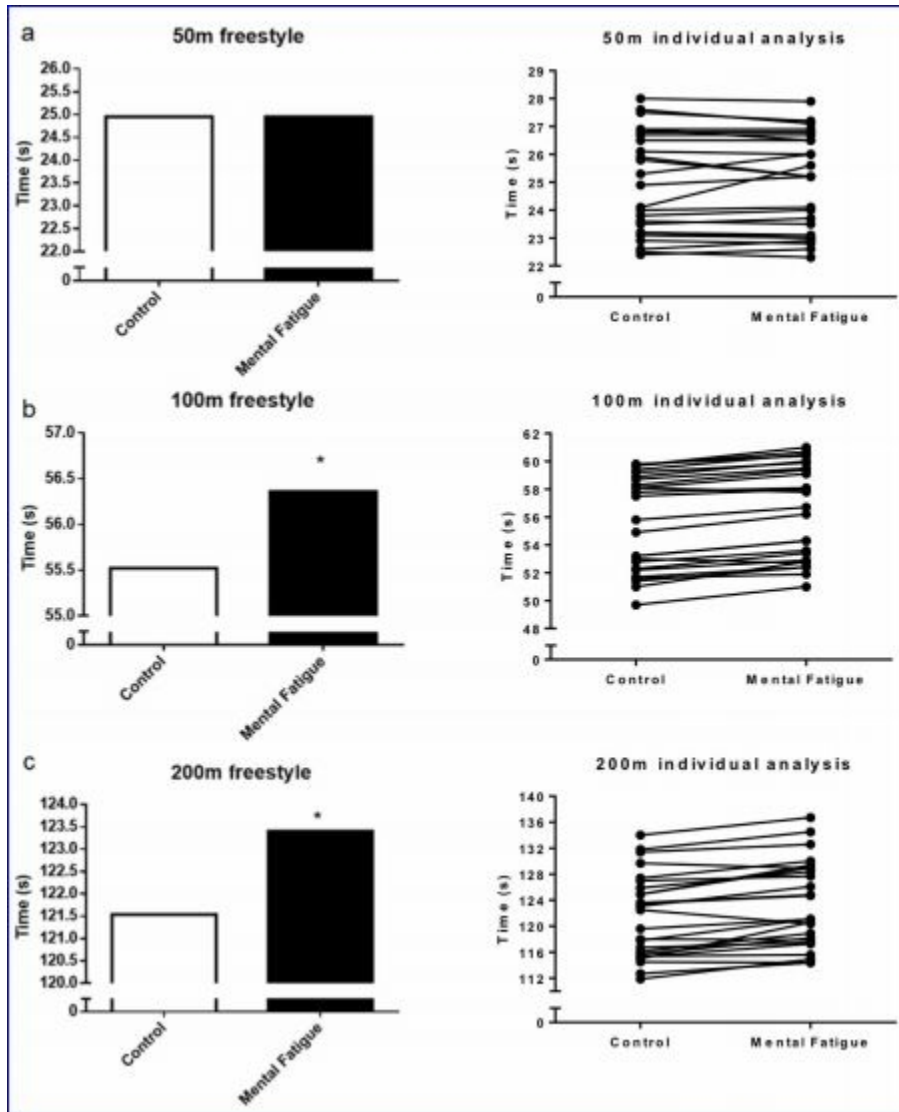 a
50m freestyle
Time (s)
26.0
25.5
25.0
24.5
24.0
23.5
23.0
22.5
22.0
0
Control
Mental Fatigue
50m individual analysis
Time (s)
29
28
27
26
25
24
23
22
0
Control
Mental Fatigue
b
100m freestyle
Time (s)
57.0
56.5
56.0
55.5
55.0
0
*
Control
Mental Fatigue
100m individual analysis
Time (s)
62
60
58
56
54
52
50
48
0
Control
Mental Fatigue
c
200m freestyle
Time (s)
124.0
123.5
123.0
122.5
122.0
121.5
121.0
120.5
120.0
0
*
Control
Mental Fatigue
200m individual analysis
Time (s)
140
136
132
128
124
120
116
112
0
Control
Mental Fatigue